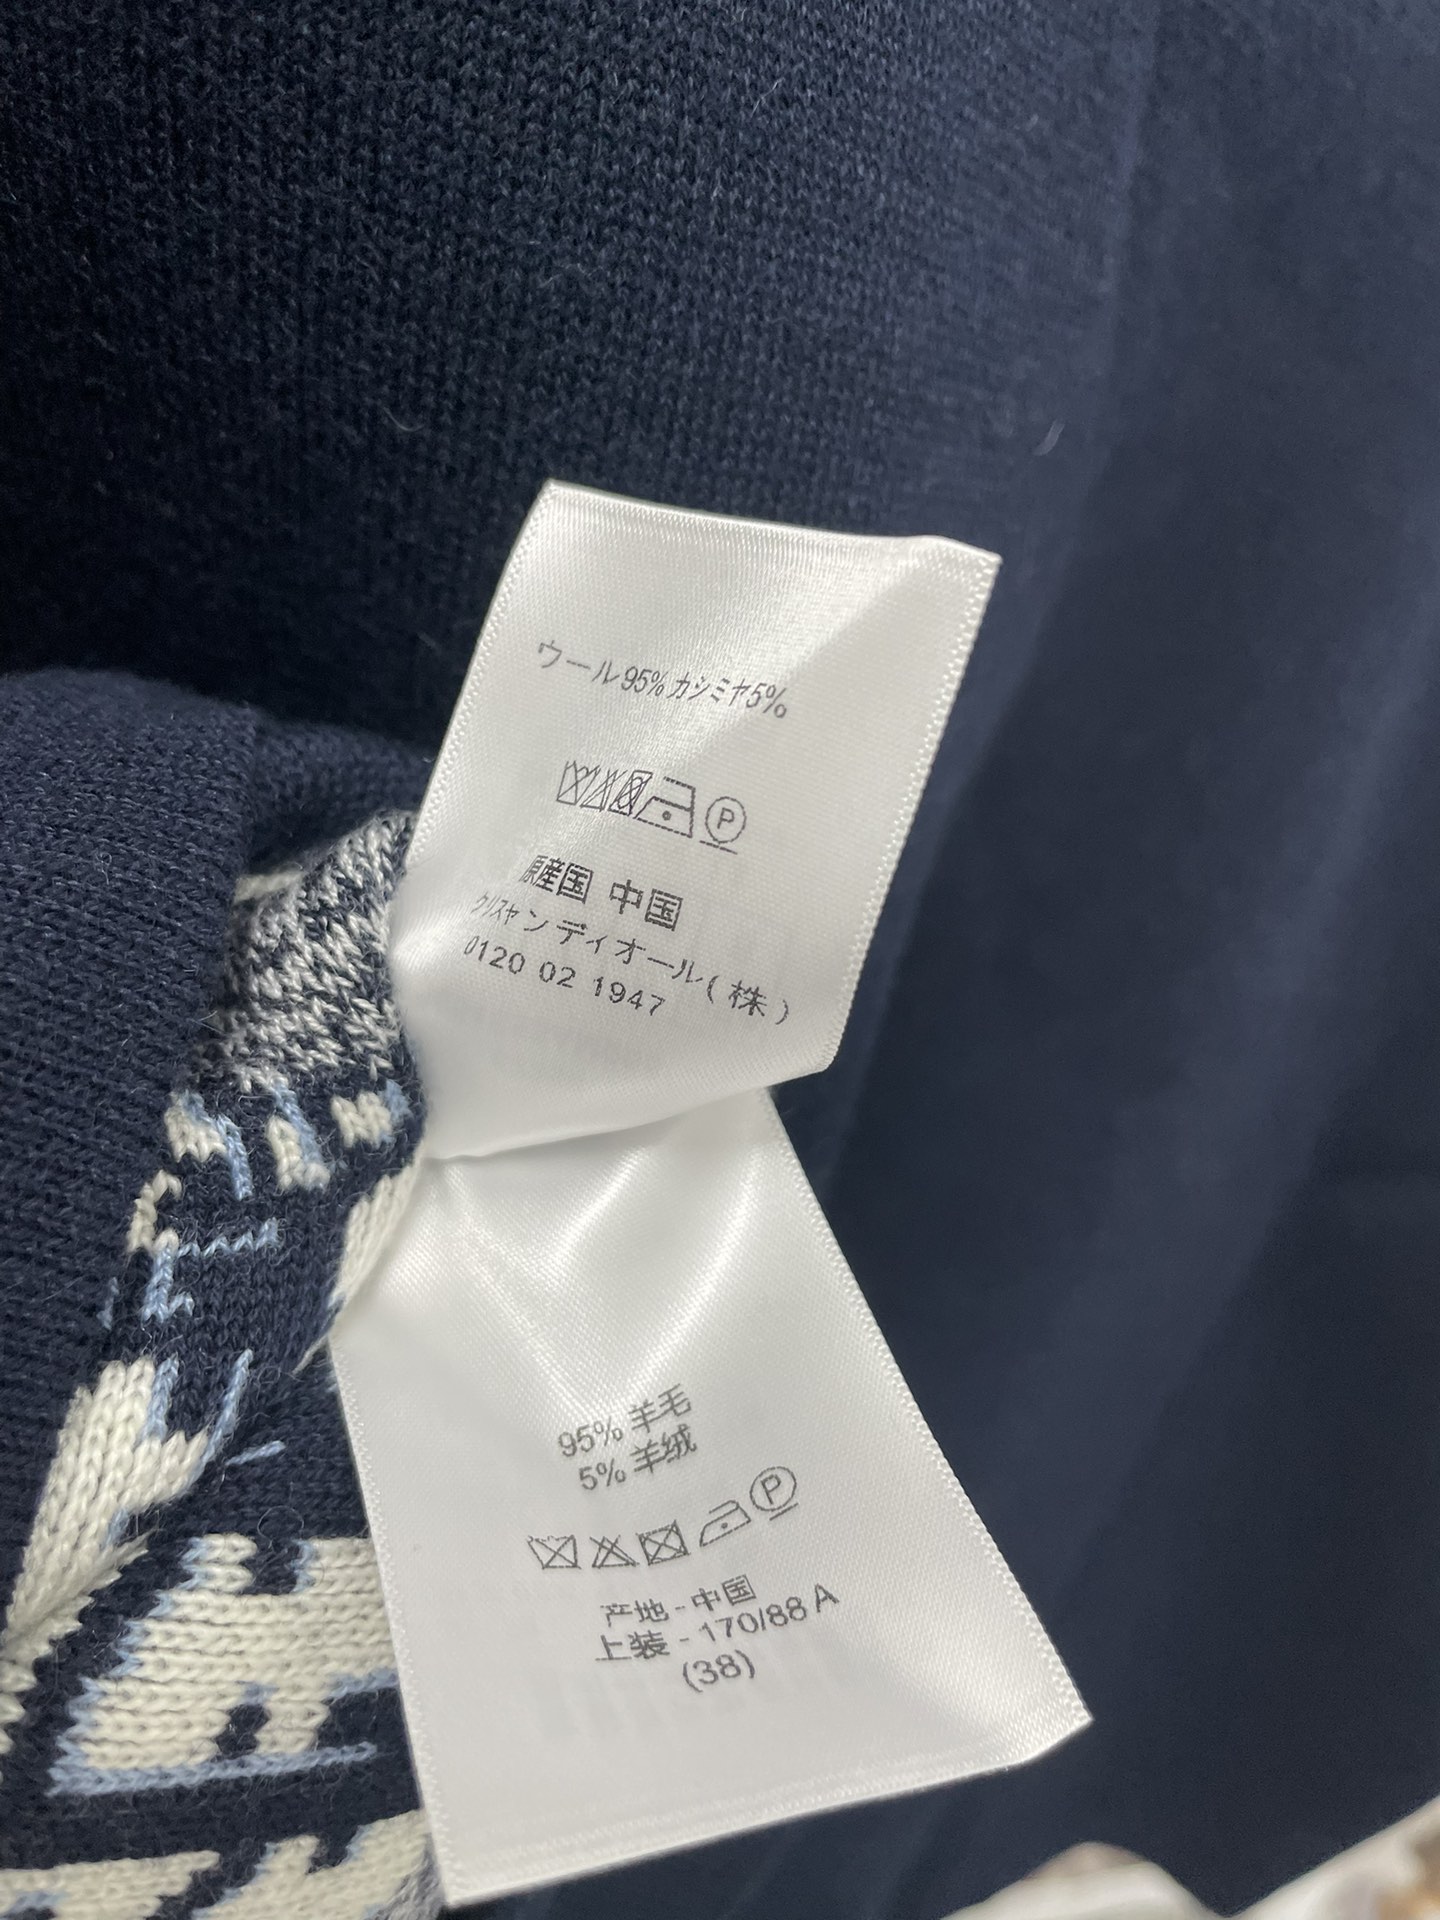 ウール95%カシミヤ5%
P
原産国 中国
クリスャンディオール(株)
0120 02 1947
95% 羊毛
5% 羊绒
P
产地 - 中国
上装 - 170/88 A
(38)